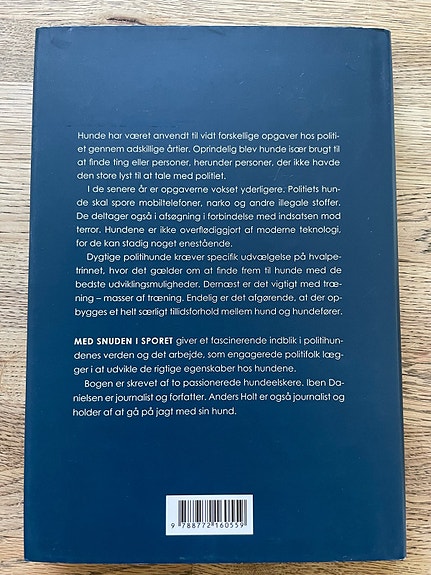 Hunde har været anvendt til vidt forskellige opgaver hos politi-
et gennem adskillige årtier. Oprindelig blev hunde især brugt til
at finde ting eller personer, herunder personer, der ikke havde
den store lyst til at tale med politiet.
I de senere år er opgaverne vokset yderligere. Politiets hun-
de skal spore mobiltelefoner, narko og andre illegale stoffer.
De deltager også i afsøgning i forbindelse med indsatsen mod
terror. Hundene er ikke overflødiggjort af moderne teknologi,
for de kan stadig noget enestående.
Dygtige politihunde kræver specifik udvælgelse på hvalpe-
trinnet, hvor det gælder om at finde frem til hunde med de
bedste udviklingsmuligheder. Dernæst er det vigtigt med træ-
ning – masser af træning. Endelig er det afgørende, at der op-
bygges et helt særligt tillidsforhold mellem hund og hundefører.
MED SNUDEN I SPORET giver et fascinerende indblik i politihun-
denes verden og det arbejde, som engagerede politifolk læg-
ger i at udvikle de rigtige egenskaber hos hundene.
Bogen er skrevet af to passionerede hundeelskere. Iben Da-
nielsen er journalist og forfatter. Anders Holt er også journalist og
holder af at gå på jagt med sin hund.
9 788772 160559